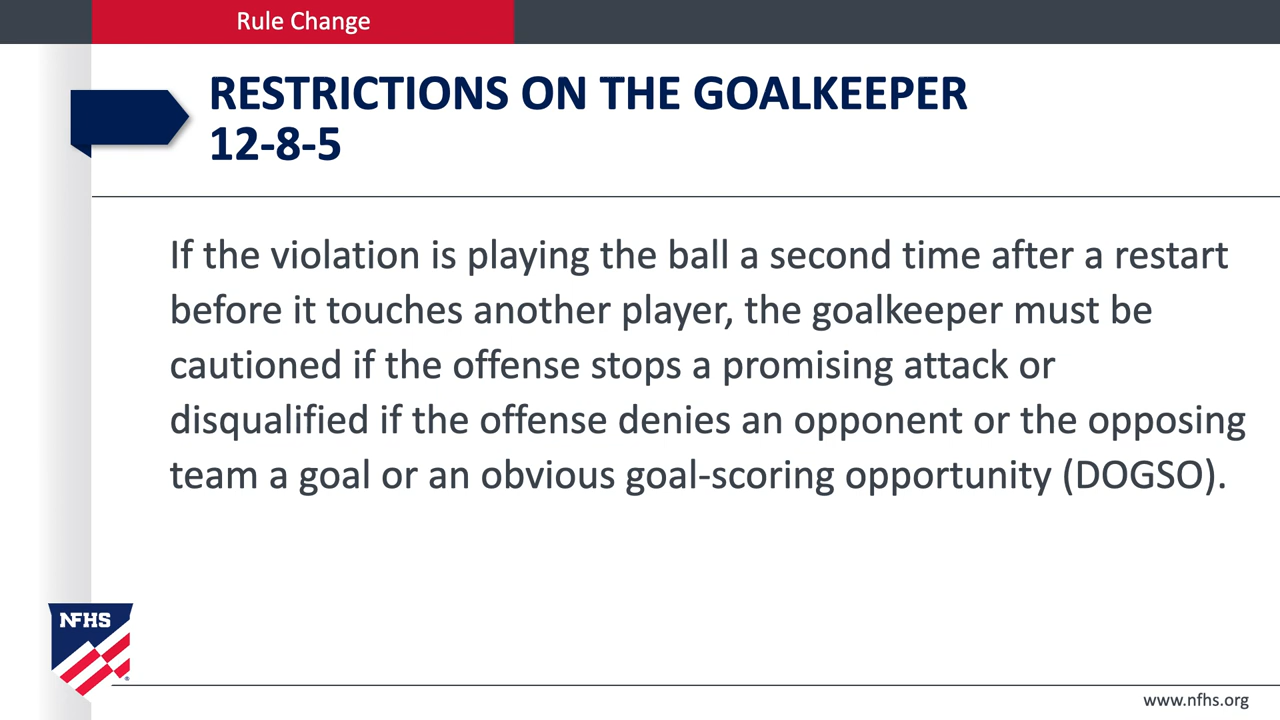 Rule Change
RESTRICTIONS ON THE GOALKEEPER
12-8-5
If the violation is playing the ball a second time after a restart
before it touches another player, the goalkeeper must be
cautioned if the offense stops a promising attack or
disqualified if the offense denies an opponent or the opposing
team a goal or an obvious goal-scoring opportunity (DOGSO).
NFHS
®
www.nfhs.org